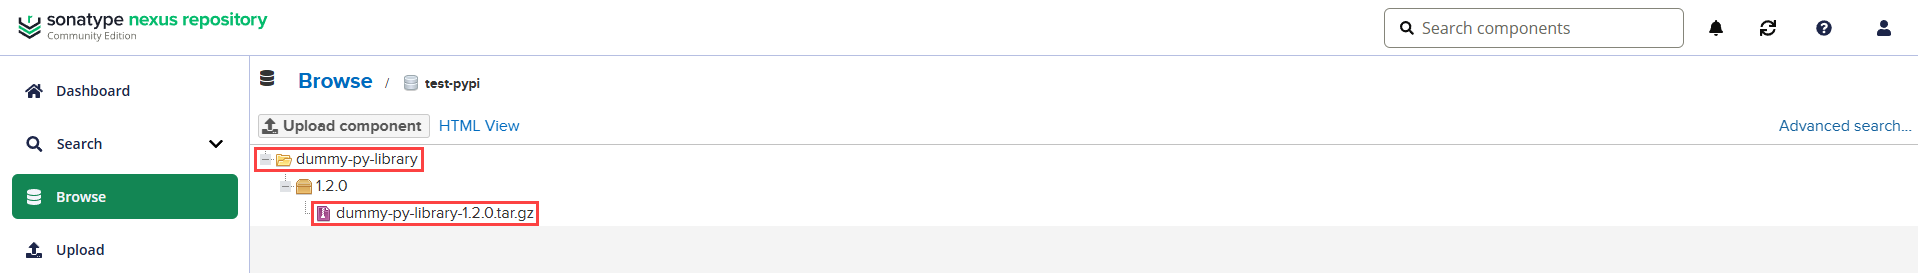 sonatype nexus repository
Community Edition
Search components
Dashboard
Search
Browse
Upload
Browse / test-pypi
Upload component HTML View Advanced search...
dummy-py-library
1.2.0
dummy-py-library-1.2.0.tar.gz